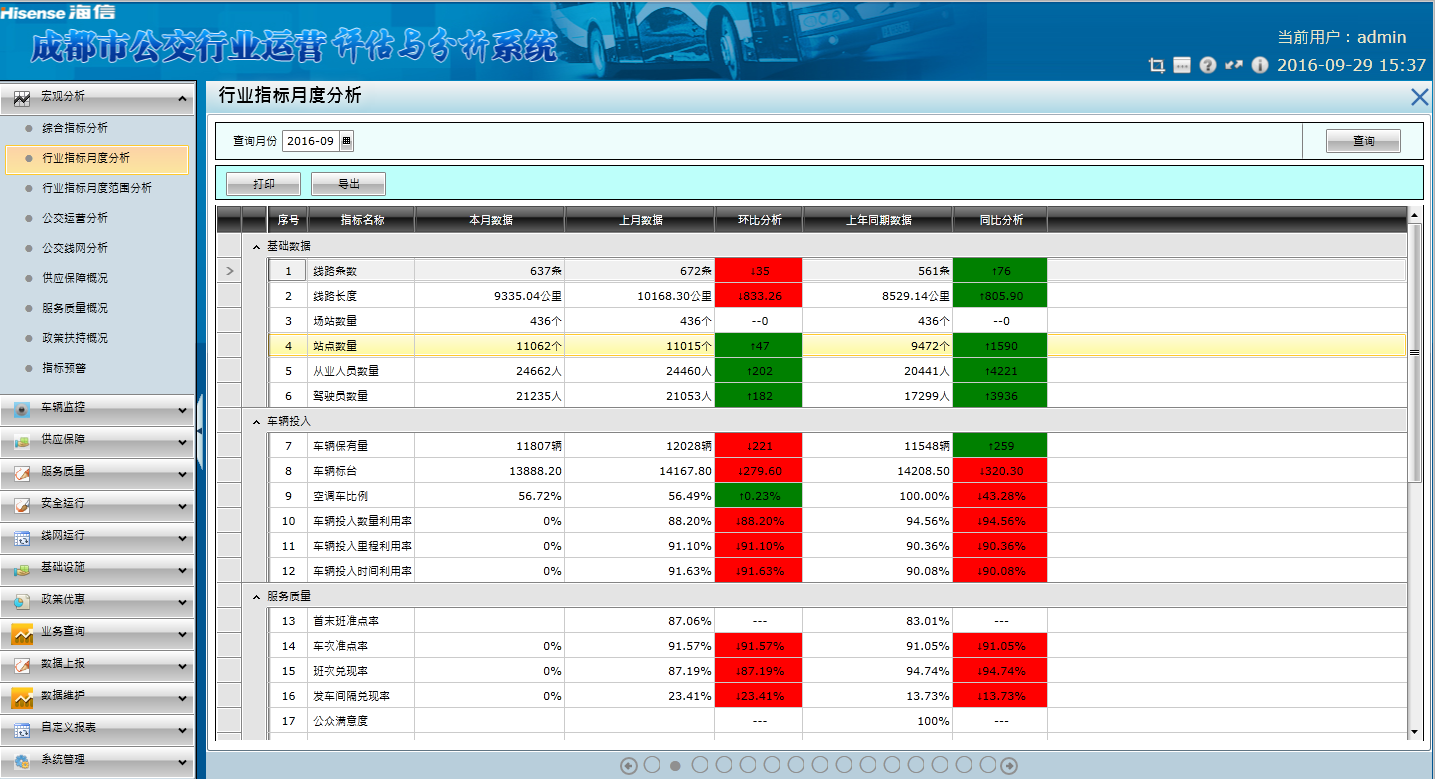 Hisense 海信
成都市公交行业运营评估与分析系统
当前用户：admin
2016-09-29 15:37
宏观分析
综合指标分析
行业指标月度分析
行业指标月度范围分析
公交运营分析
公交线网分析
供应保障概况
服务质量概况
政策扶持概况
指标预警
车辆监控
供应保障
服务质量
安全运行
线网运行
基础设施
政策优惠
业务查询
数据上报
数据维护
自定义报表
系统管理
行业指标月度分析
查询月份 2016-09 查询
打印 导出
序号 指标名称 本月数据 上月数据 环比分析 上年同期数据 同比分析
基础数据
1 线路条数 637条 672条 ↓35 561条 ↑76
2 线路长度 9335.04公里 10168.30公里 ↓833.26 8529.14公里 ↑805.90
3 场站数量 436个 436个 --0 436个 --0
4 站点数量 11062个 11015个 ↑47 9472个 ↑1590
5 从业人员数量 24662人 24460人 ↑202 20441人 ↑4221
6 驾驶员数量 21235人 21053人 ↑182 17299人 ↑3936
车辆投入
7 车辆保有量 11807辆 12028辆 ↓221 11548辆 ↑259
8 车辆标台 13888.20 14167.80 ↓279.60 14208.50 ↓320.30
9 空调车比例 56.72% 56.49% ↑0.23% 100.00% ↓43.28%
10 车辆投入数量利用率 0% 88.20% ↓88.20% 94.56% ↓94.56%
11 车辆投入里程利用率 0% 91.10% ↓91.10% 90.36% ↓90.36%
12 车辆投入时间利用率 0% 91.63% ↓91.63% 90.08% ↓90.08%
服务质量
13 首末班准点率 87.06% --- 83.01% ---
14 车次准点率 0% 91.57% ↓91.57% 91.05% ↓91.05%
15 班次兑现率 0% 87.19% ↓87.19% 94.74% ↓94.74%
16 发车间隔兑现率 0% 23.41% ↓23.41% 13.73% ↓13.73%
17 公众满意度 --- 100% ---